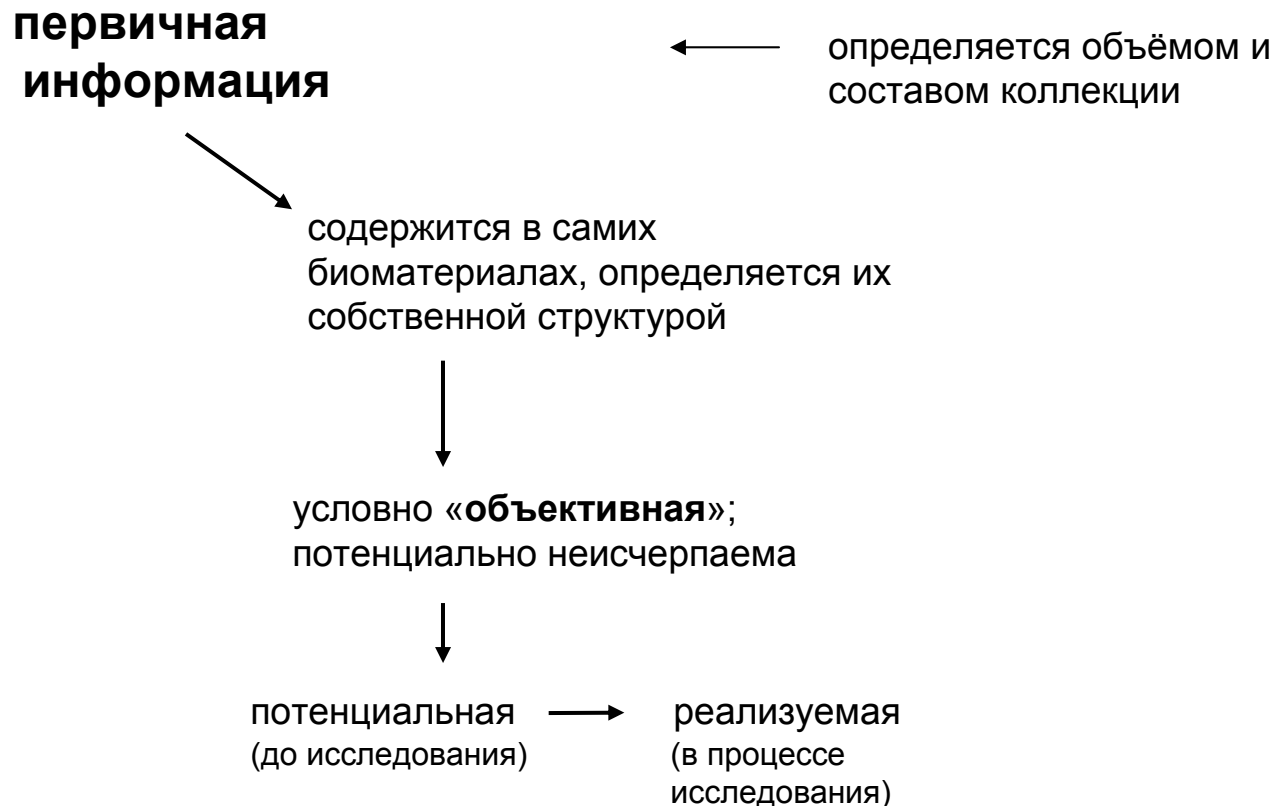 первичная
информация
определяется объёмом и
составом коллекции
содержится в самих
биоматериалах, определяется их
собственной структурой
условно «объективная»;
потенциально неисчерпаема
потенциальная
(до исследования)
реализуемая
(в процессе
исследования)